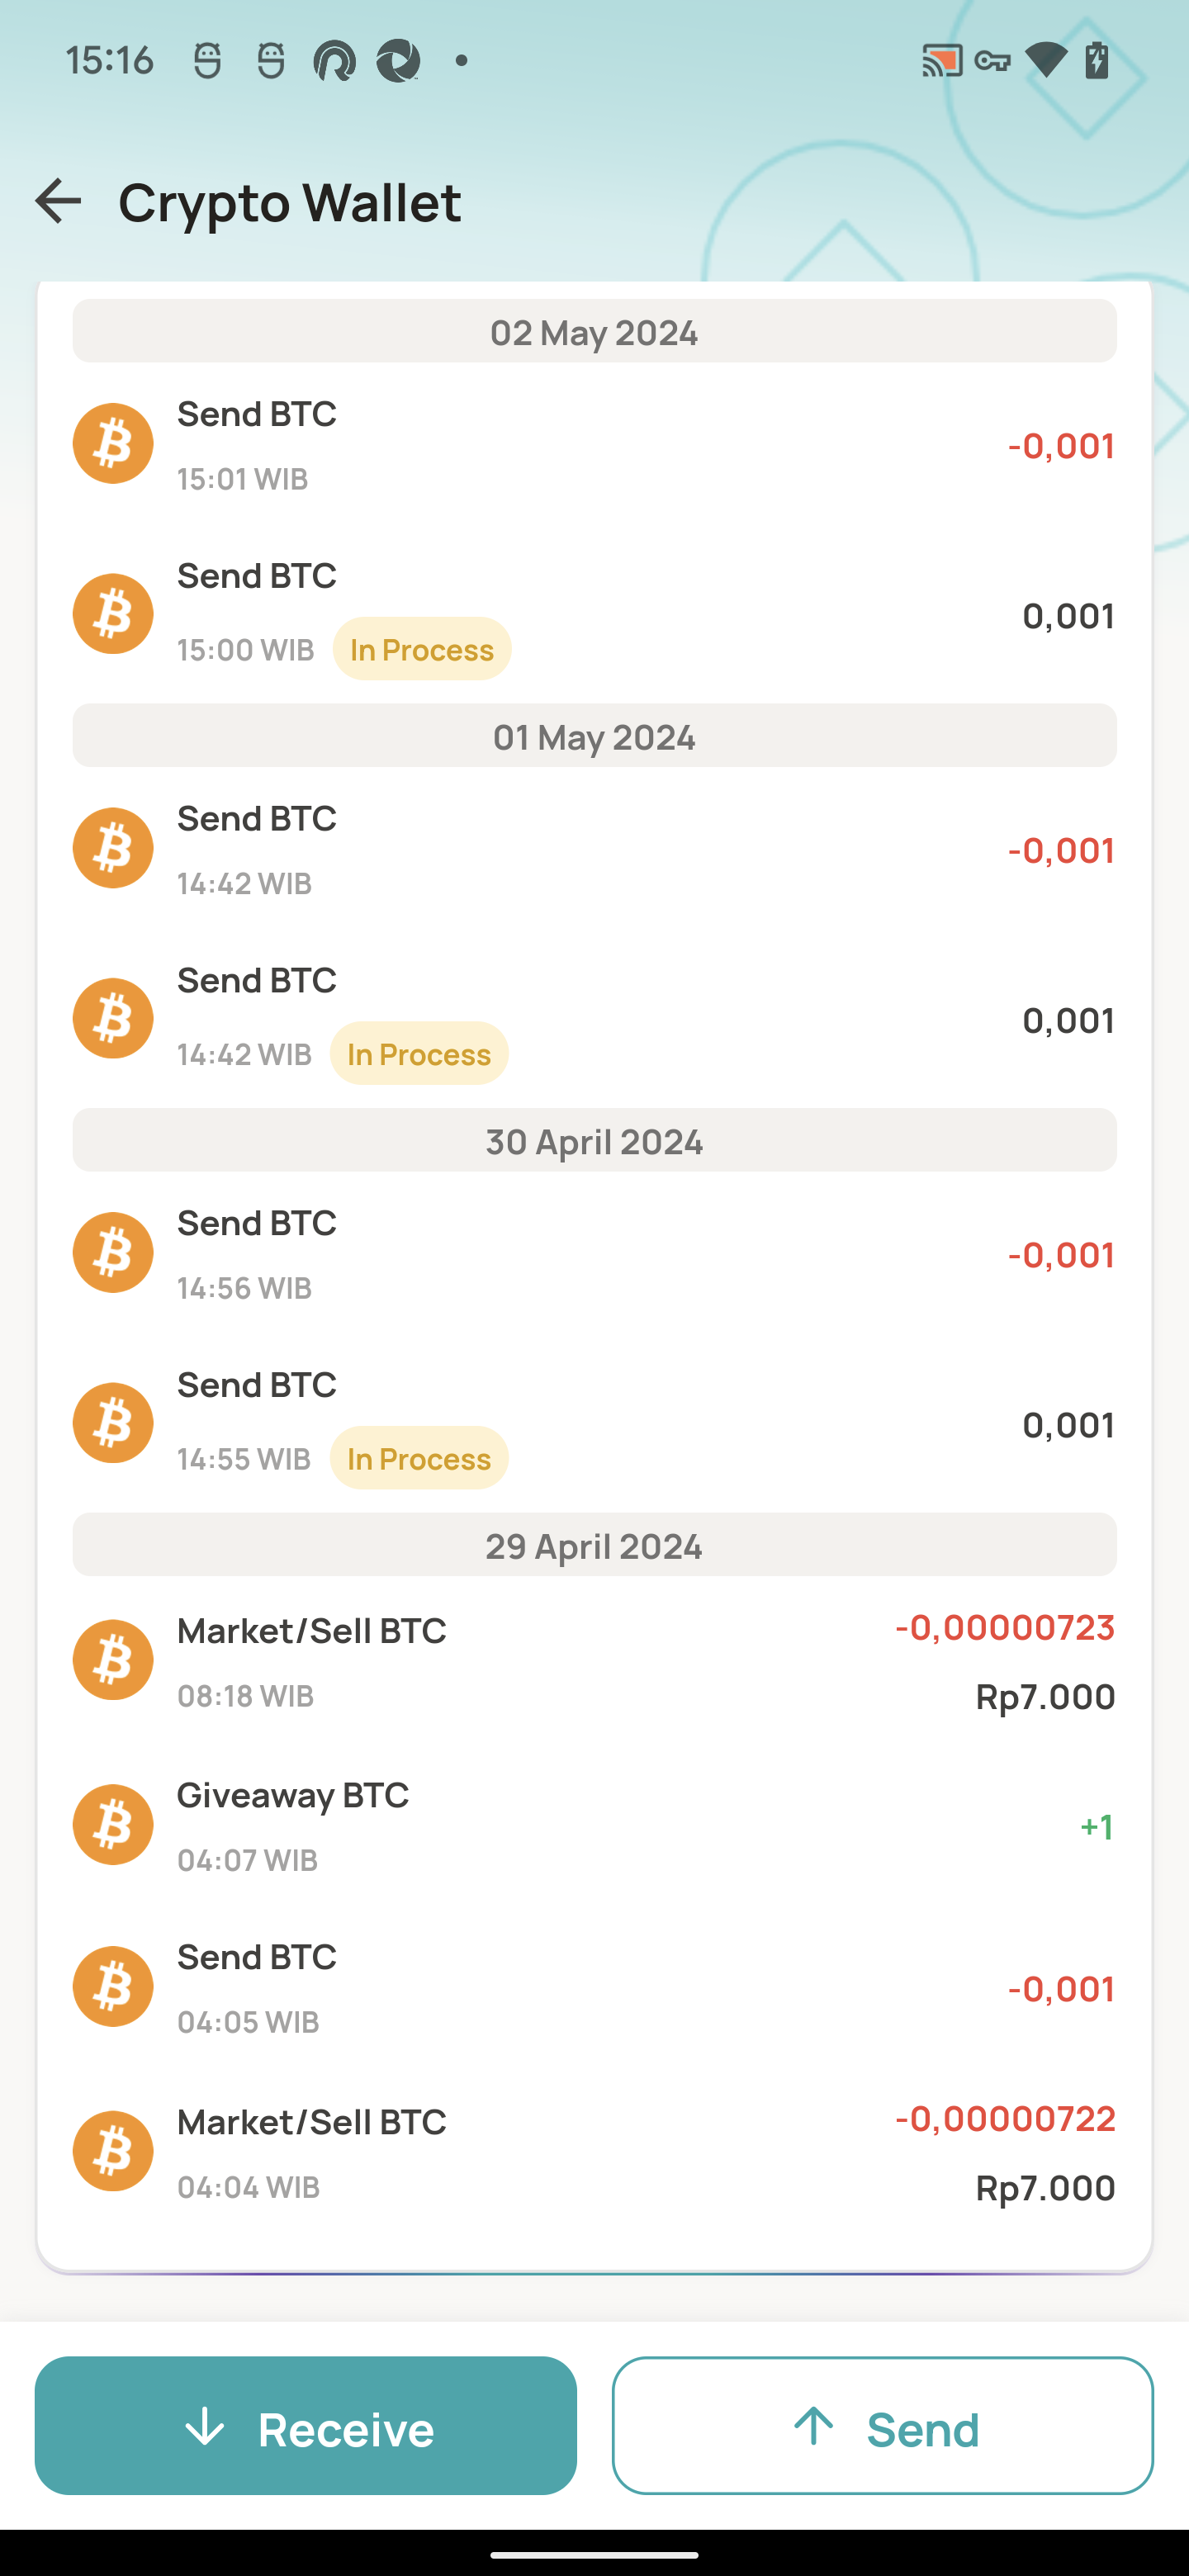 15:16
Crypto Wallet
02 May 2024
Send BTC
15:01 WIB
-0,001
Send BTC
15:00 WIB In Process
0,001
01 May 2024
Send BTC
14:42 WIB
-0,001
Send BTC
14:42 WIB In Process
0,001
30 April 2024
Send BTC
14:56 WIB
-0,001
Send BTC
14:55 WIB In Process
0,001
29 April 2024
Market/Sell BTC
08:18 WIB
-0,00000723
Rp7.000
Giveaway BTC
04:07 WIB
+1
Send BTC
04:05 WIB
-0,001
Market/Sell BTC
04:04 WIB
-0,00000722
Rp7.000
Receive
Send